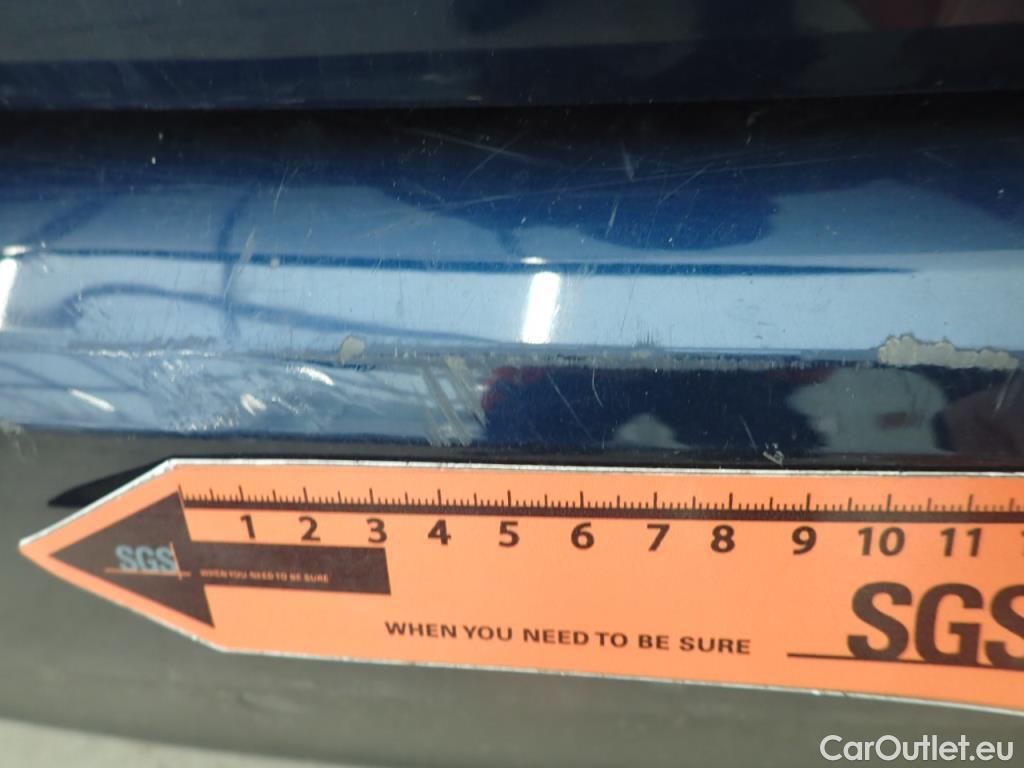 1 2 3 4 5 6 7 8 9 10 11
SGS
WHEN YOU NEED TO BE SURE
WHEN YOU NEED TO BE SURE
SGS
CarOutlet.eu